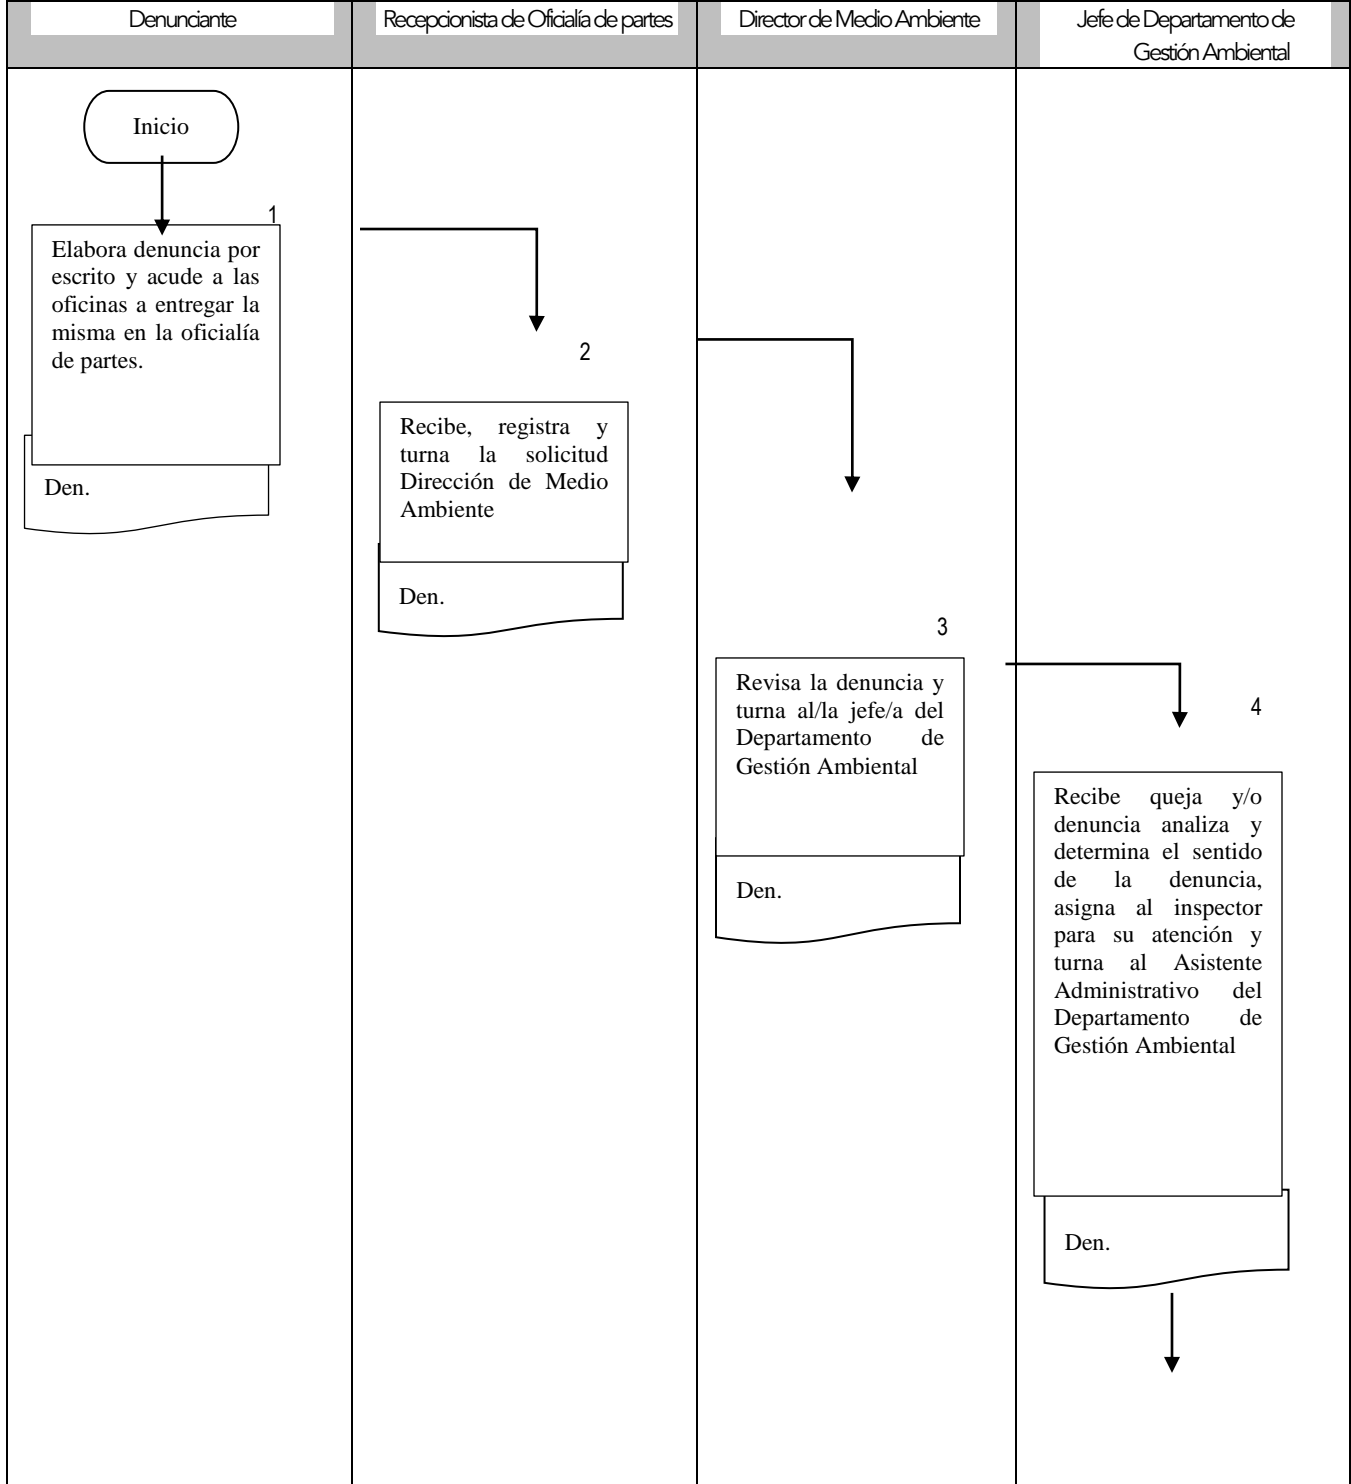 Denunciante
Recepcionista de Oficialía de partes
Director de Medio Ambiente
Jefe de Departamento de
Gestión Ambiental
Inicio
1
Elabora denuncia por
escrito y acude a las
oficinas a entregar la
misma en la oficialía
de partes.
Den.
2
Recibe, registra y
turna la solicitud
Dirección de Medio
Ambiente
Den.
3
Revisa la denuncia y
turna al/la jefe/a del
Departamento de
Gestión Ambiental
Den.
4
Recibe queja y/o
denuncia analiza y
determina el sentido
de la denuncia,
asigna al inspector
para su atención y
turna al Asistente
Administrativo del
Departamento de
Gestión Ambiental
Den.